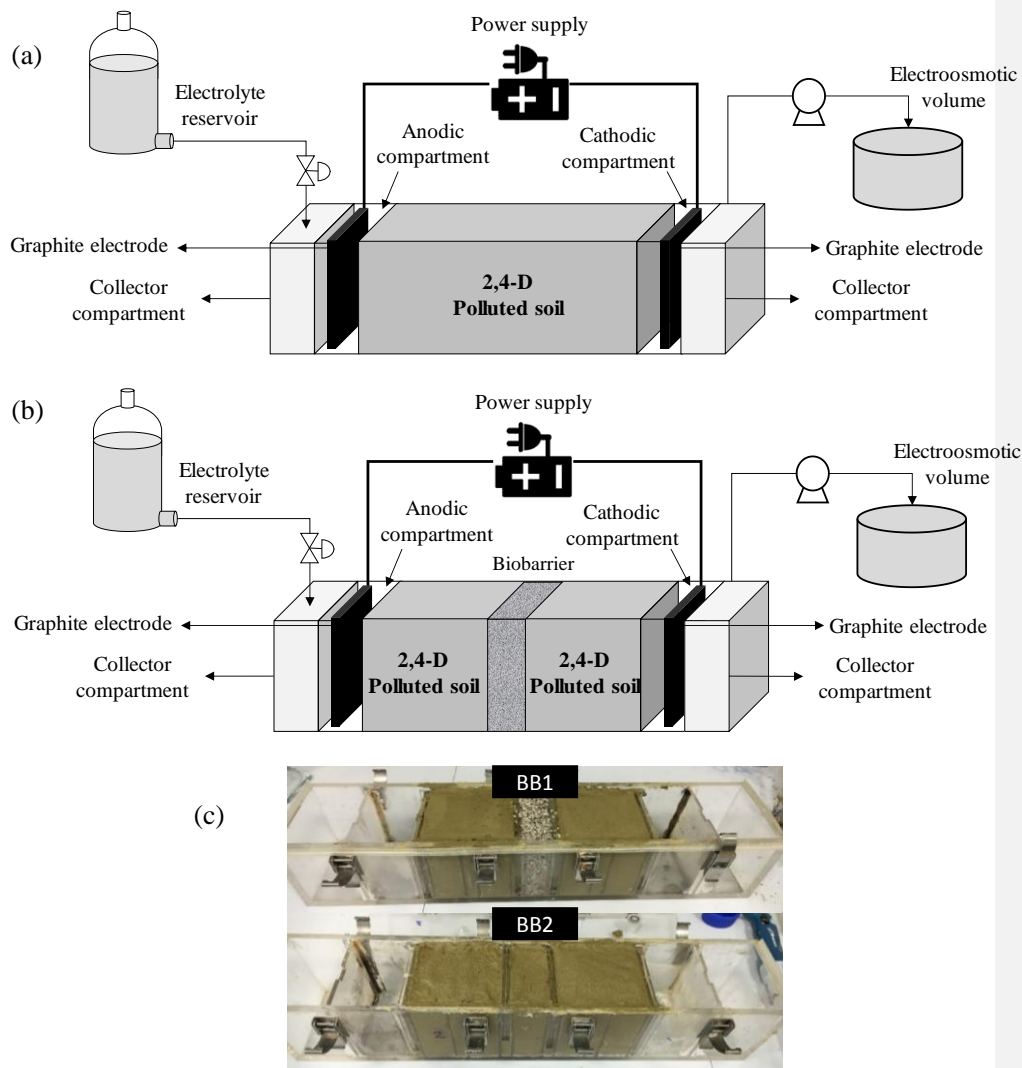 (a)
Power supply
Electrolyte
reservoir
Anodic
compartment
Cathodic
compartment
Electroosmotic
volume
Graphite electrode
Collector
compartment
2,4-D
Polluted soil
Graphite electrode
Collector
compartment
(b)
Power supply
Electrolyte
reservoir
Anodic
compartment
Biobarrier
Cathodic
compartment
Electroosmotic
volume
Graphite electrode
Collector
compartment
2,4-D
Polluted soil
2,4-D
Polluted soil
Graphite electrode
Collector
compartment
(c)
BB1
BB2
2